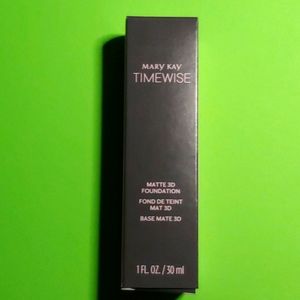 MARY KAY
TIMEWISE
MATTE 3D
FOUNDATION
FOND DE TEINT
MAT 3D
BASE MATE 3D
1 FL. OZ. / 30 ml